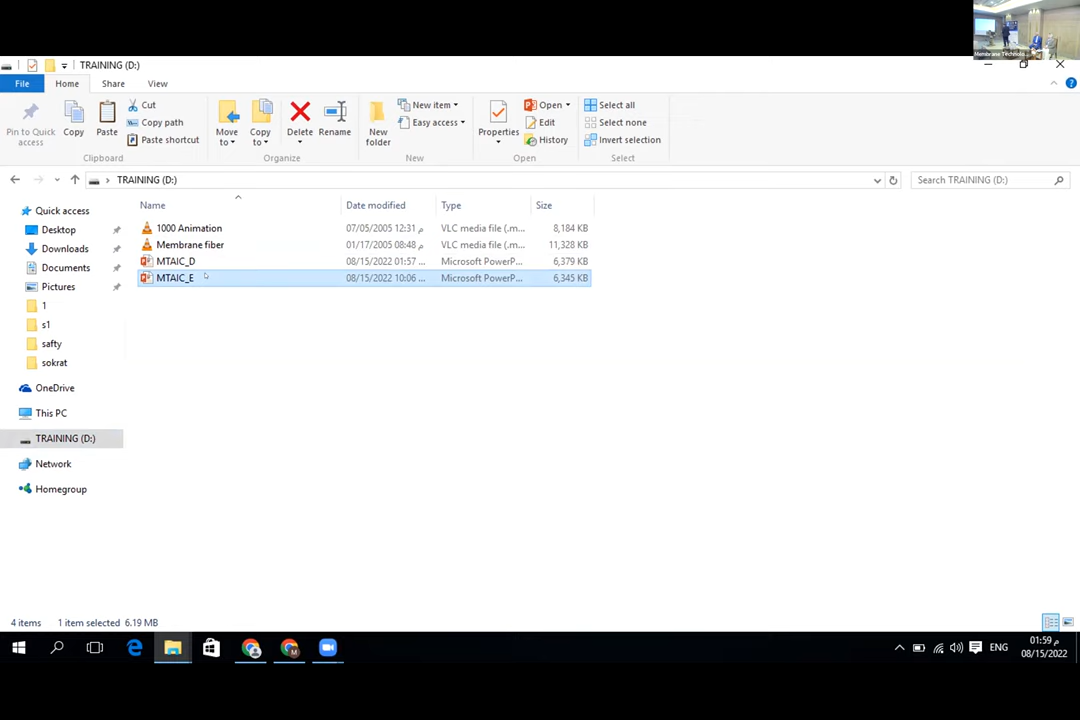 Membrane Technolo...
TRAINING (D:)
File Home Share View
Pin to Quick access
Copy
Paste
Cut
Copy path
Paste shortcut
Clipboard
Move to
Copy to
Delete
Rename
Organize
New folder
New item
Easy access
New
Properties
Open
Edit
History
Open
Select all
Select none
Invert selection
Select
TRAINING (D:)
Search TRAINING (D:)
Quick access
Desktop
Downloads
Documents
Pictures
1
s1
safty
sokrat
OneDrive
This PC
TRAINING (D:)
Network
Homegroup
Name Date modified Type Size
1000 Animation 07/05/2005 12:31 م VLC media file (.m... 8,184 KB
Membrane fiber 01/17/2005 08:48 م VLC media file (.m... 11,328 KB
MTAIC_D 08/15/2022 01:57 ... Microsoft PowerP... 6,379 KB
MTAIC_E 08/15/2022 10:06 ... Microsoft PowerP... 6,345 KB
4 items 1 item selected 6.19 MB
ENG
01:59 م
08/15/2022